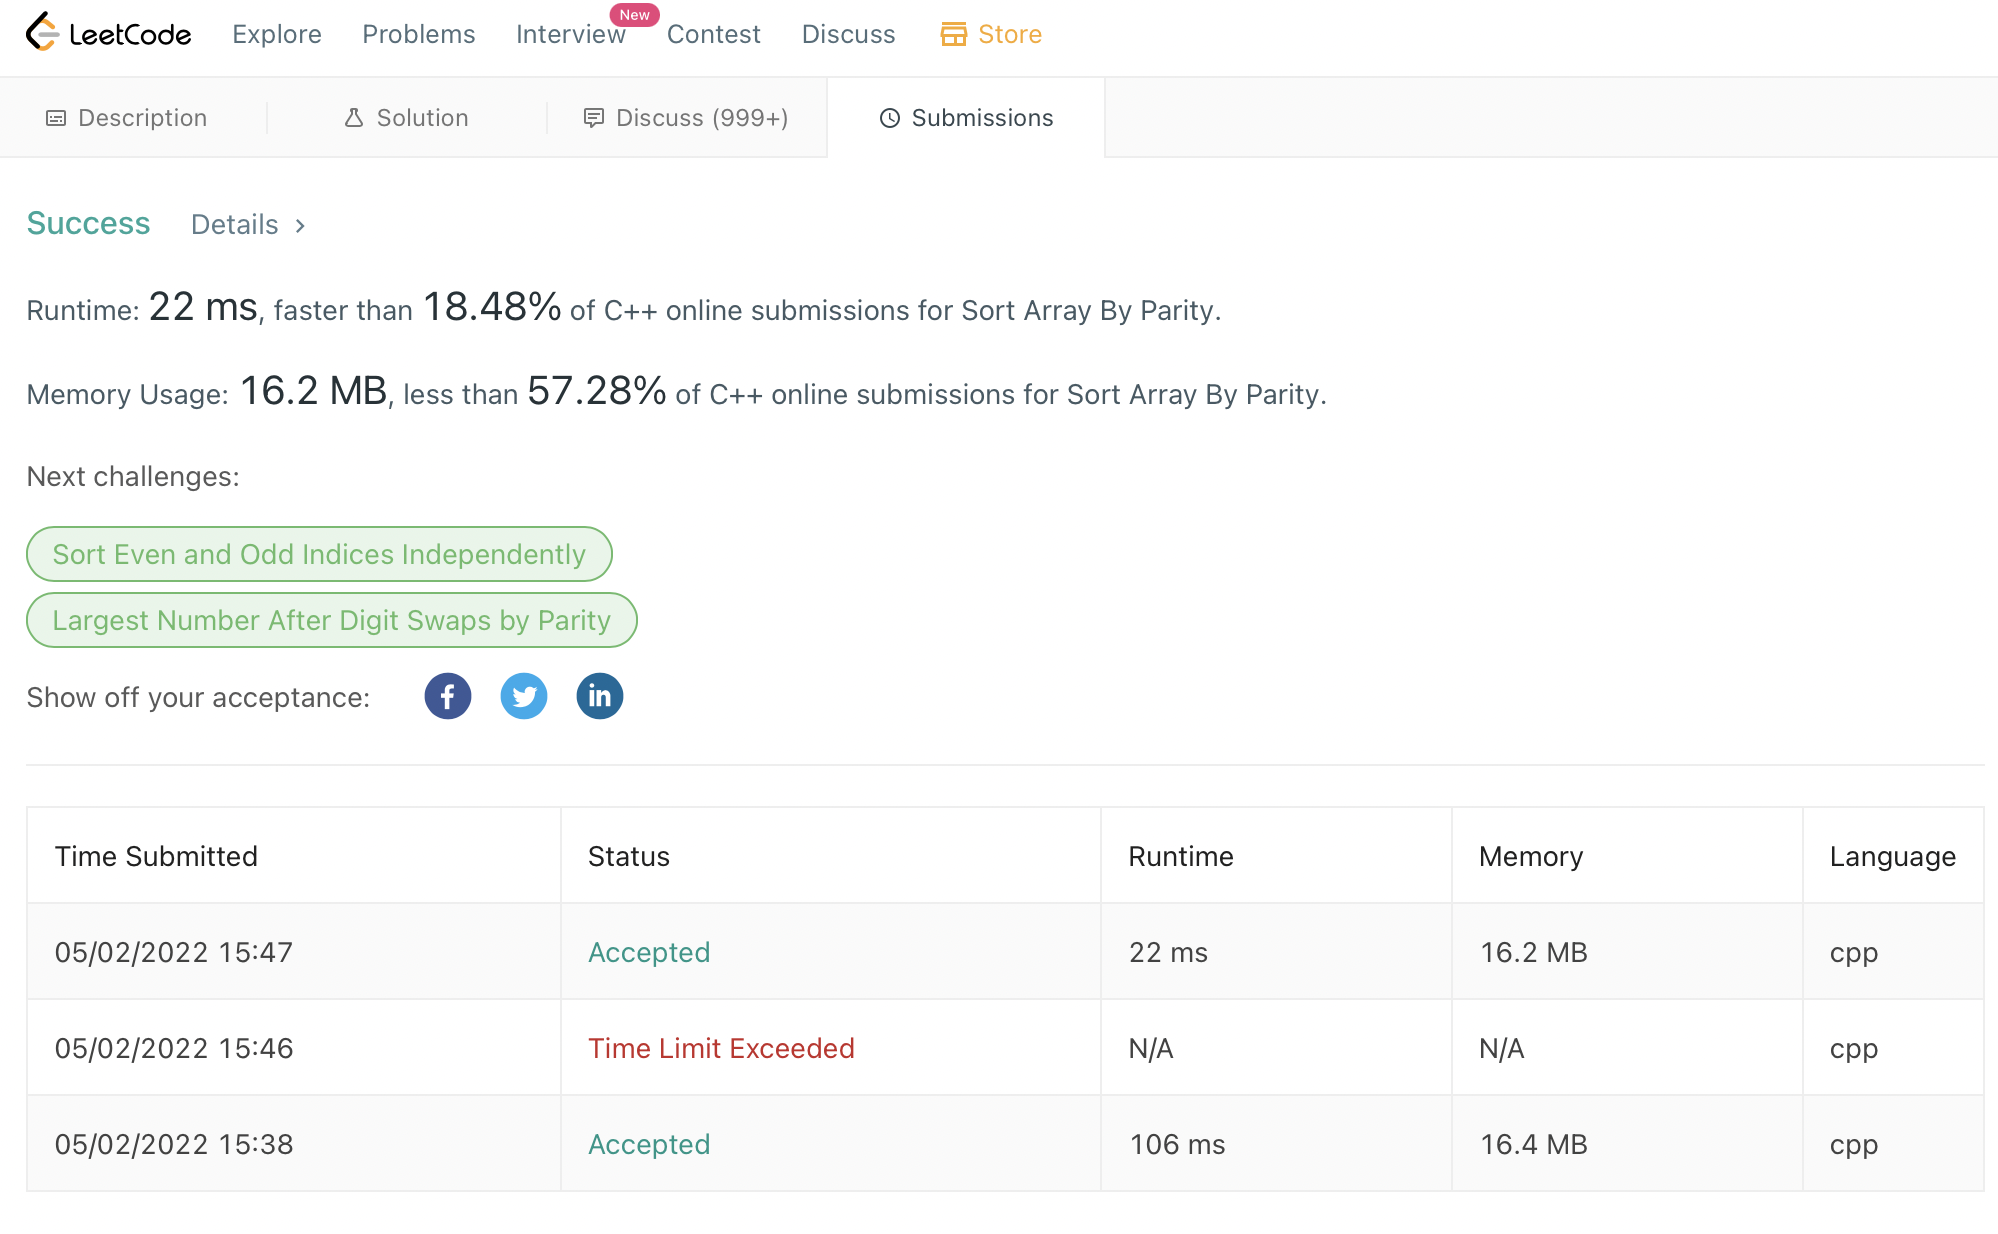 LeetCode Explore Problems Interview New Contest Discuss Store
Description Solution Discuss (999+) Submissions
Success Details >
Runtime: 22 ms, faster than 18.48% of C++ online submissions for Sort Array By Parity.
Memory Usage: 16.2 MB, less than 57.28% of C++ online submissions for Sort Array By Parity.
Next challenges:
Sort Even and Odd Indices Independently
Largest Number After Digit Swaps by Parity
Show off your acceptance: f in
Time Submitted Status Runtime Memory Language
05/02/2022 15:47 Accepted 22 ms 16.2 MB cpp
05/02/2022 15:46 Time Limit Exceeded N/A N/A cpp
05/02/2022 15:38 Accepted 106 ms 16.4 MB cpp